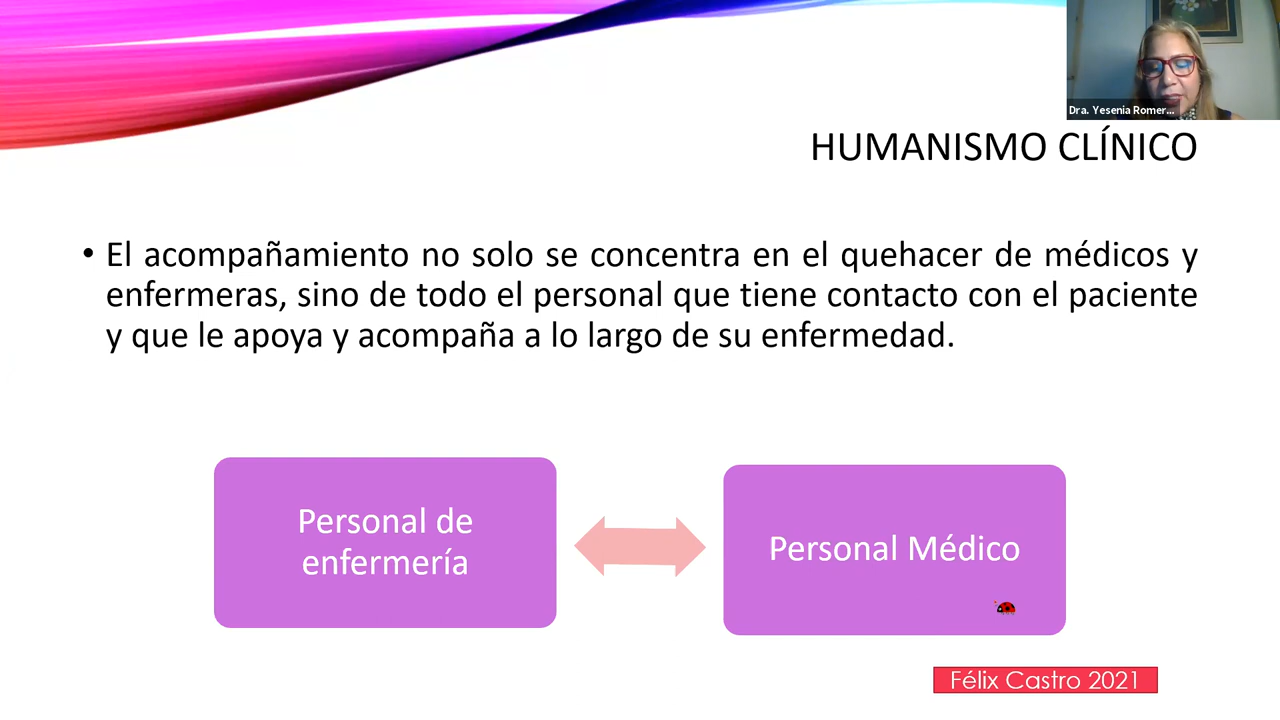 Dra. Yesenia Romer...
HUMANISMO CLÍNICO
• El acompañamiento no solo se concentra en el quehacer de médicos y
enfermeras, sino de todo el personal que tiene contacto con el paciente
y que le apoya y acompaña a lo largo de su enfermedad.
Personal de
enfermería
Personal Médico
Félix Castro 2021